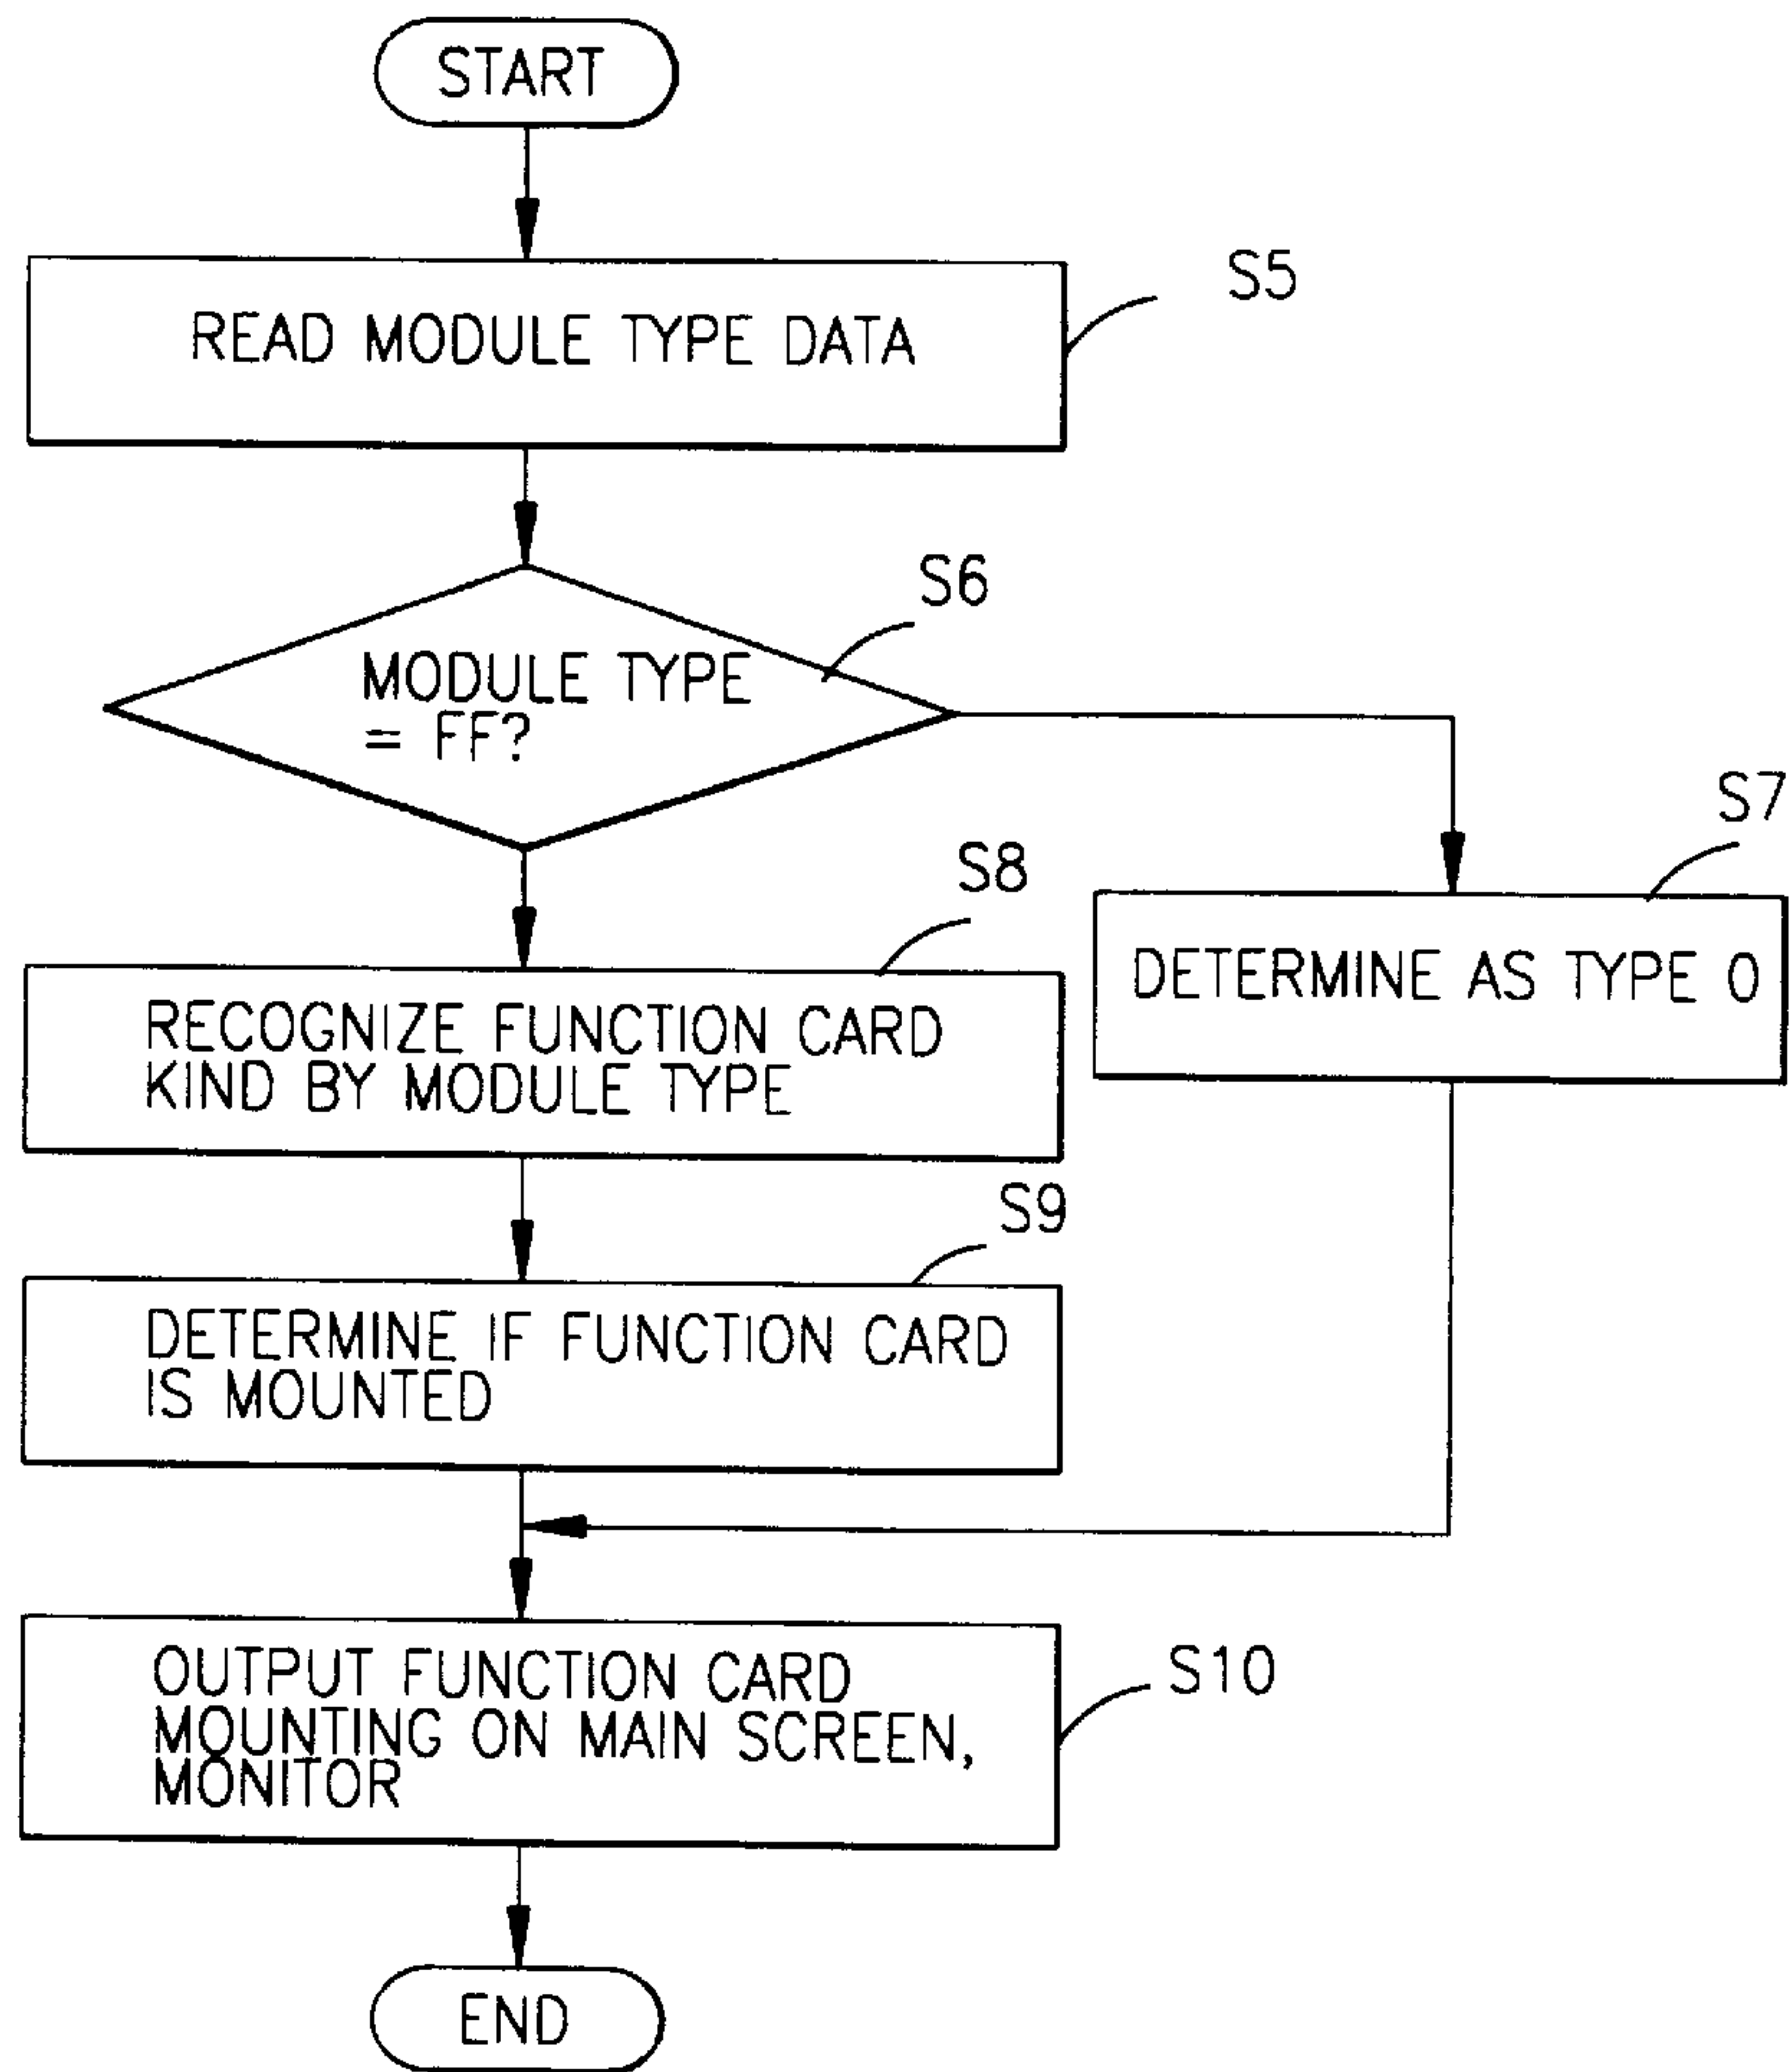 START
S5
READ MODULE TYPE DATA
S6
MODULE TYPE
= FF?
S7
DETERMINE AS TYPE 0
S8
RECOGNIZE FUNCTION CARD
KIND BY MODULE TYPE
S9
DETERMINE IF FUNCTION CARD
IS MOUNTED
OUTPUT FUNCTION CARD
MOUNTING ON MAIN SCREEN,
MONITOR
S10
END